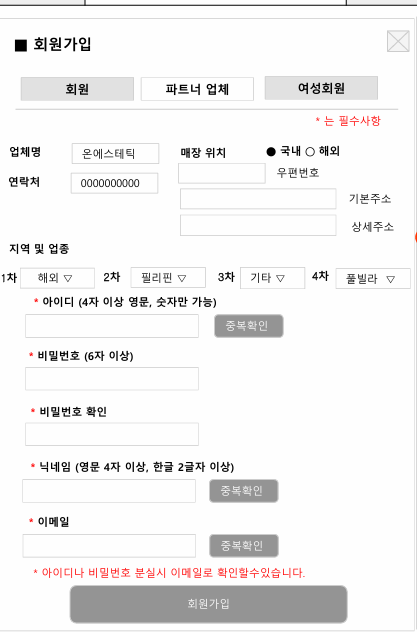 ■ 회원가입
회원 파트너 업체 여성회원
* 는 필수사항
업체명 온에스테틱 매장 위치 ● 국내 ○ 해외
연락처 0000000000 우편번호
기본주소
상세주소
지역 및 업종
1차 해외 ▽ 2차 필리핀 ▽ 3차 기타 ▽ 4차 풀빌라 ▽
* 아이디 (4자 이상 영문, 숫자만 가능)
중복확인
* 비밀번호 (6자 이상)
* 비밀번호 확인
* 닉네임 (영문 4자 이상, 한글 2글자 이상)
중복확인
* 이메일
중복확인
* 아이디나 비밀번호 분실시 이메일로 확인할수있습니다.
회원가입